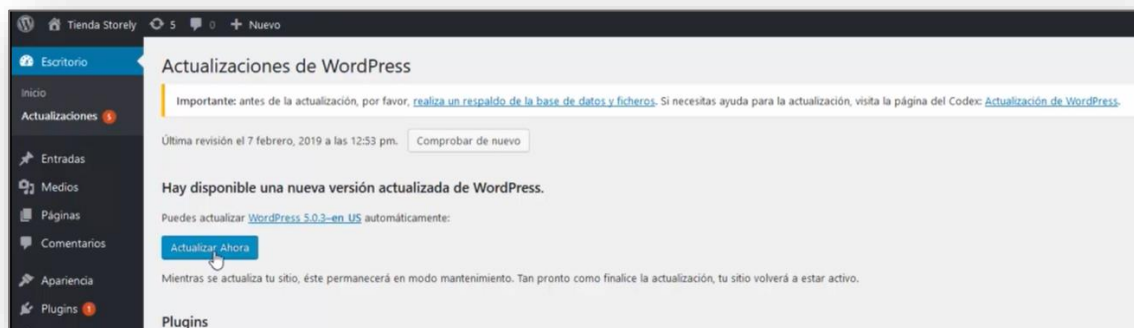 Tienda Storely 5 0 + Nuevo
Escritorio
Inicio
Actualizaciones 5
Entradas
Medios
Páginas
Comentarios
Apariencia
Plugins 1
Actualizaciones de WordPress
Importante: antes de la actualización, por favor, realiza un respaldo de la base de datos y ficheros. Si necesitas ayuda para la actualización, visita la página del Codex: Actualización de WordPress.
Última revisión el 7 febrero, 2019 a las 12:53 pm. Comprobar de nuevo
Hay disponible una nueva versión actualizada de WordPress.
Puedes actualizar WordPress 5.0.3–en_US automáticamente:
Actualizar Ahora
Mientras se actualiza tu sitio, éste permanecerá en modo mantenimiento. Tan pronto como finalice la actualización, tu sitio volverá a estar activo.
Plugins